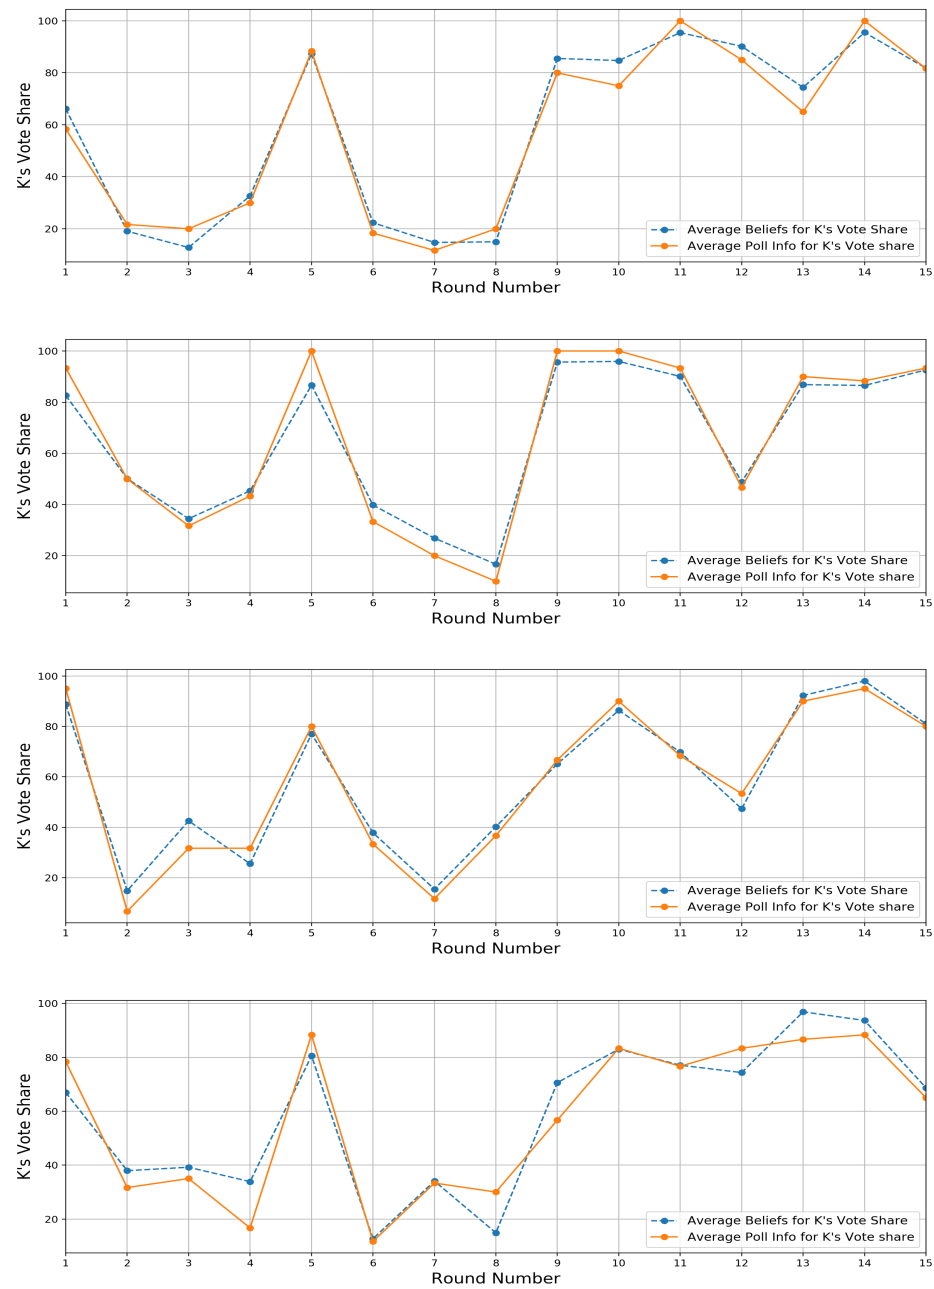 100
80
60
40
20
K's Vote Share
Average Beliefs for K's Vote Share
Average Poll Info for K's Vote share
1 2 3 4 5 6 7 8 9 10 11 12 13 14 15
Round Number
100
80
60
40
20
K's Vote Share
Average Beliefs for K's Vote Share
Average Poll Info for K's Vote share
1 2 3 4 5 6 7 8 9 10 11 12 13 14 15
Round Number
100
80
60
40
20
K's Vote Share
Average Beliefs for K's Vote Share
Average Poll Info for K's Vote share
1 2 3 4 5 6 7 8 9 10 11 12 13 14 15
Round Number
100
80
60
40
20
K's Vote Share
Average Beliefs for K's Vote Share
Average Poll Info for K's Vote share
1 2 3 4 5 6 7 8 9 10 11 12 13 14 15
Round Number